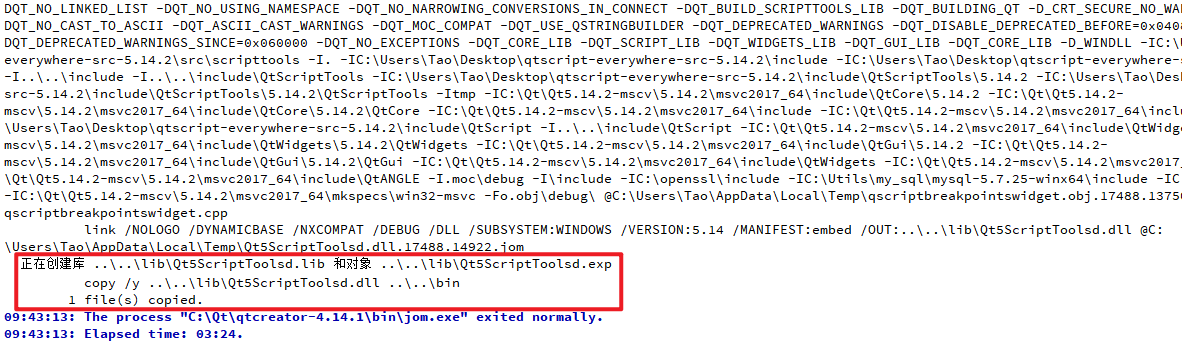 DQT_NO_LINKED_LIST -DQT_NO_USING_NAMESPACE -DQT_NO_NARROWING_CONVERSIONS_IN_CONNECT -DQT_BUILD_SCRIPTTOOLS_LIB -DQT_BUILDING_QT -D_CRT_SECURE_NO_WA
DQT_NO_CAST_TO_ASCII -DQT_ASCII_CAST_WARNINGS -DQT_MOC_COMPAT -DQT_USE_QSTRINGBUILDER -DQT_DEPRECATED_WARNINGS -DQT_DISABLE_DEPRECATED_BEFORE=0x040
DQT_DEPRECATED_WARNINGS_SINCE=0x060000 -DQT_NO_EXCEPTIONS -DQT_CORE_LIB -DQT_SCRIPT_LIB -DQT_WIDGETS_LIB -DQT_GUI_LIB -DQT_CORE_LIB -D_WINDLL -IC:\
everywhere-src-5.14.2\src\scripttools -I. -IC:\Users\Tao\Desktop\qtscript-everywhere-src-5.14.2\include -IC:\Users\Tao\Desktop\qtscript-everywhere-s
-I..\..\include -I..\..\include\QtScriptTools -IC:\Users\Tao\Desktop\qtscript-everywhere-src-5.14.2\include\QtScriptTools\5.14.2 -IC:\Users\Tao\Des
src-5.14.2\include\QtScriptTools\5.14.2\QtScriptTools -Itmp -IC:\Qt\Qt5.14.2-mscv\5.14.2\msvc2017_64\include\QtCore\5.14.2 -IC:\Qt\Qt5.14.2-
mscv\5.14.2\msvc2017_64\include\QtCore\5.14.2\QtCore -IC:\Qt\Qt5.14.2-mscv\5.14.2\msvc2017_64\include -IC:\Qt\Qt5.14.2-mscv\5.14.2\msvc2017_64\incl
\Users\Tao\Desktop\qtscript-everywhere-src-5.14.2\include\QtScript -I..\..\include\QtScript -IC:\Qt\Qt5.14.2-mscv\5.14.2\msvc2017_64\include\QtWidg
mscv\5.14.2\msvc2017_64\include\QtWidgets\5.14.2\QtWidgets -IC:\Qt\Qt5.14.2-mscv\5.14.2\msvc2017_64\include\QtGui\5.14.2 -IC:\Qt\Qt5.14.2-
mscv\5.14.2\msvc2017_64\include\QtGui\5.14.2\QtGui -IC:\Qt\Qt5.14.2-mscv\5.14.2\msvc2017_64\include\QtWidgets -IC:\Qt\Qt5.14.2-mscv\5.14.2\msvc2017_
\Qt\Qt5.14.2-mscv\5.14.2\msvc2017_64\include\QtANGLE -I.moc\debug -I\include -IC:\openssl\include -IC:\Utils\my_sql\mysql-5.7.25-winx64\include -IC
-IC:\Qt\Qt5.14.2-mscv\5.14.2\msvc2017_64\mkspecs\win32-msvc -Fo.obj\debug\ @C:\Users\Tao\AppData\Local\Temp\qscriptbreakpointswidget.obj.17488.1375
qscriptbreakpointswidget.cpp
link /NOLOGO /DYNAMICBASE /NXCOMPAT /DEBUG /DLL /SUBSYSTEM:WINDOWS /VERSION:5.14 /MANIFEST:embed /OUT:..\..\lib\Qt5ScriptToolsd.dll @C:
\Users\Tao\AppData\Local\Temp\Qt5ScriptToolsd.dll.17488.14922.jom
正在创建库 ..\..\lib\Qt5ScriptToolsd.lib 和对象 ..\..\lib\Qt5ScriptToolsd.exp
copy /y ..\..\lib\Qt5ScriptToolsd.dll ..\..\bin
1 file(s) copied.
09:43:13: The process "C:\Qt\qtcreator-4.14.1\bin\jom.exe" exited normally.
09:43:13: Elapsed time: 03:24.